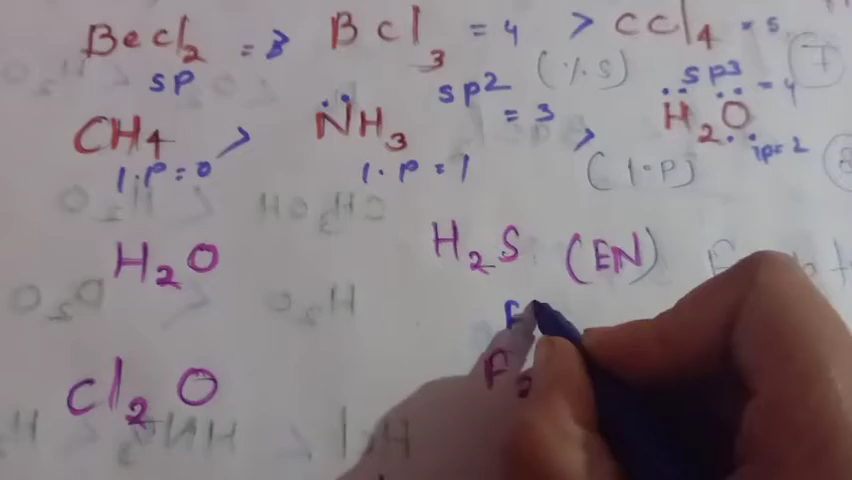 BeCl2 = 3 BCl3 = 4 > CCl4 = 5
sp sp2 (%s) sp3
CH4 > NH3 = 3 > H2O = 4
l.p = 0 l.p = 1 (l.p) lp = 2
H2O H2S (EN)
Cl2O F2